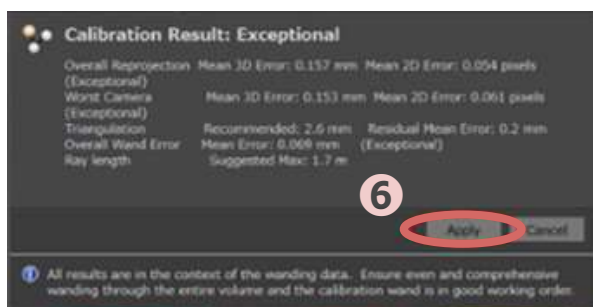 Calibration Result: Exceptional
Overall Reprojection Mean 3D Error: 0.157 mm Mean 2D Error: 0.054 pixels
(Exceptional)
Worst Camera Mean 3D Error: 0.153 mm Mean 2D Error: 0.061 pixels
(Exceptional)
Triangulation Recommended: 2.6 mm Residual Mean Error: 0.2 mm
Overall Wand Error Mean Error: 0.069 mm (Exceptional)
Ray length Suggested Max: 1.7 m
6
Apply Cancel
All results are in the context of the wanding data. Ensure even and comprehensive
wanding through the entire volume and the calibration wand is in good working order.